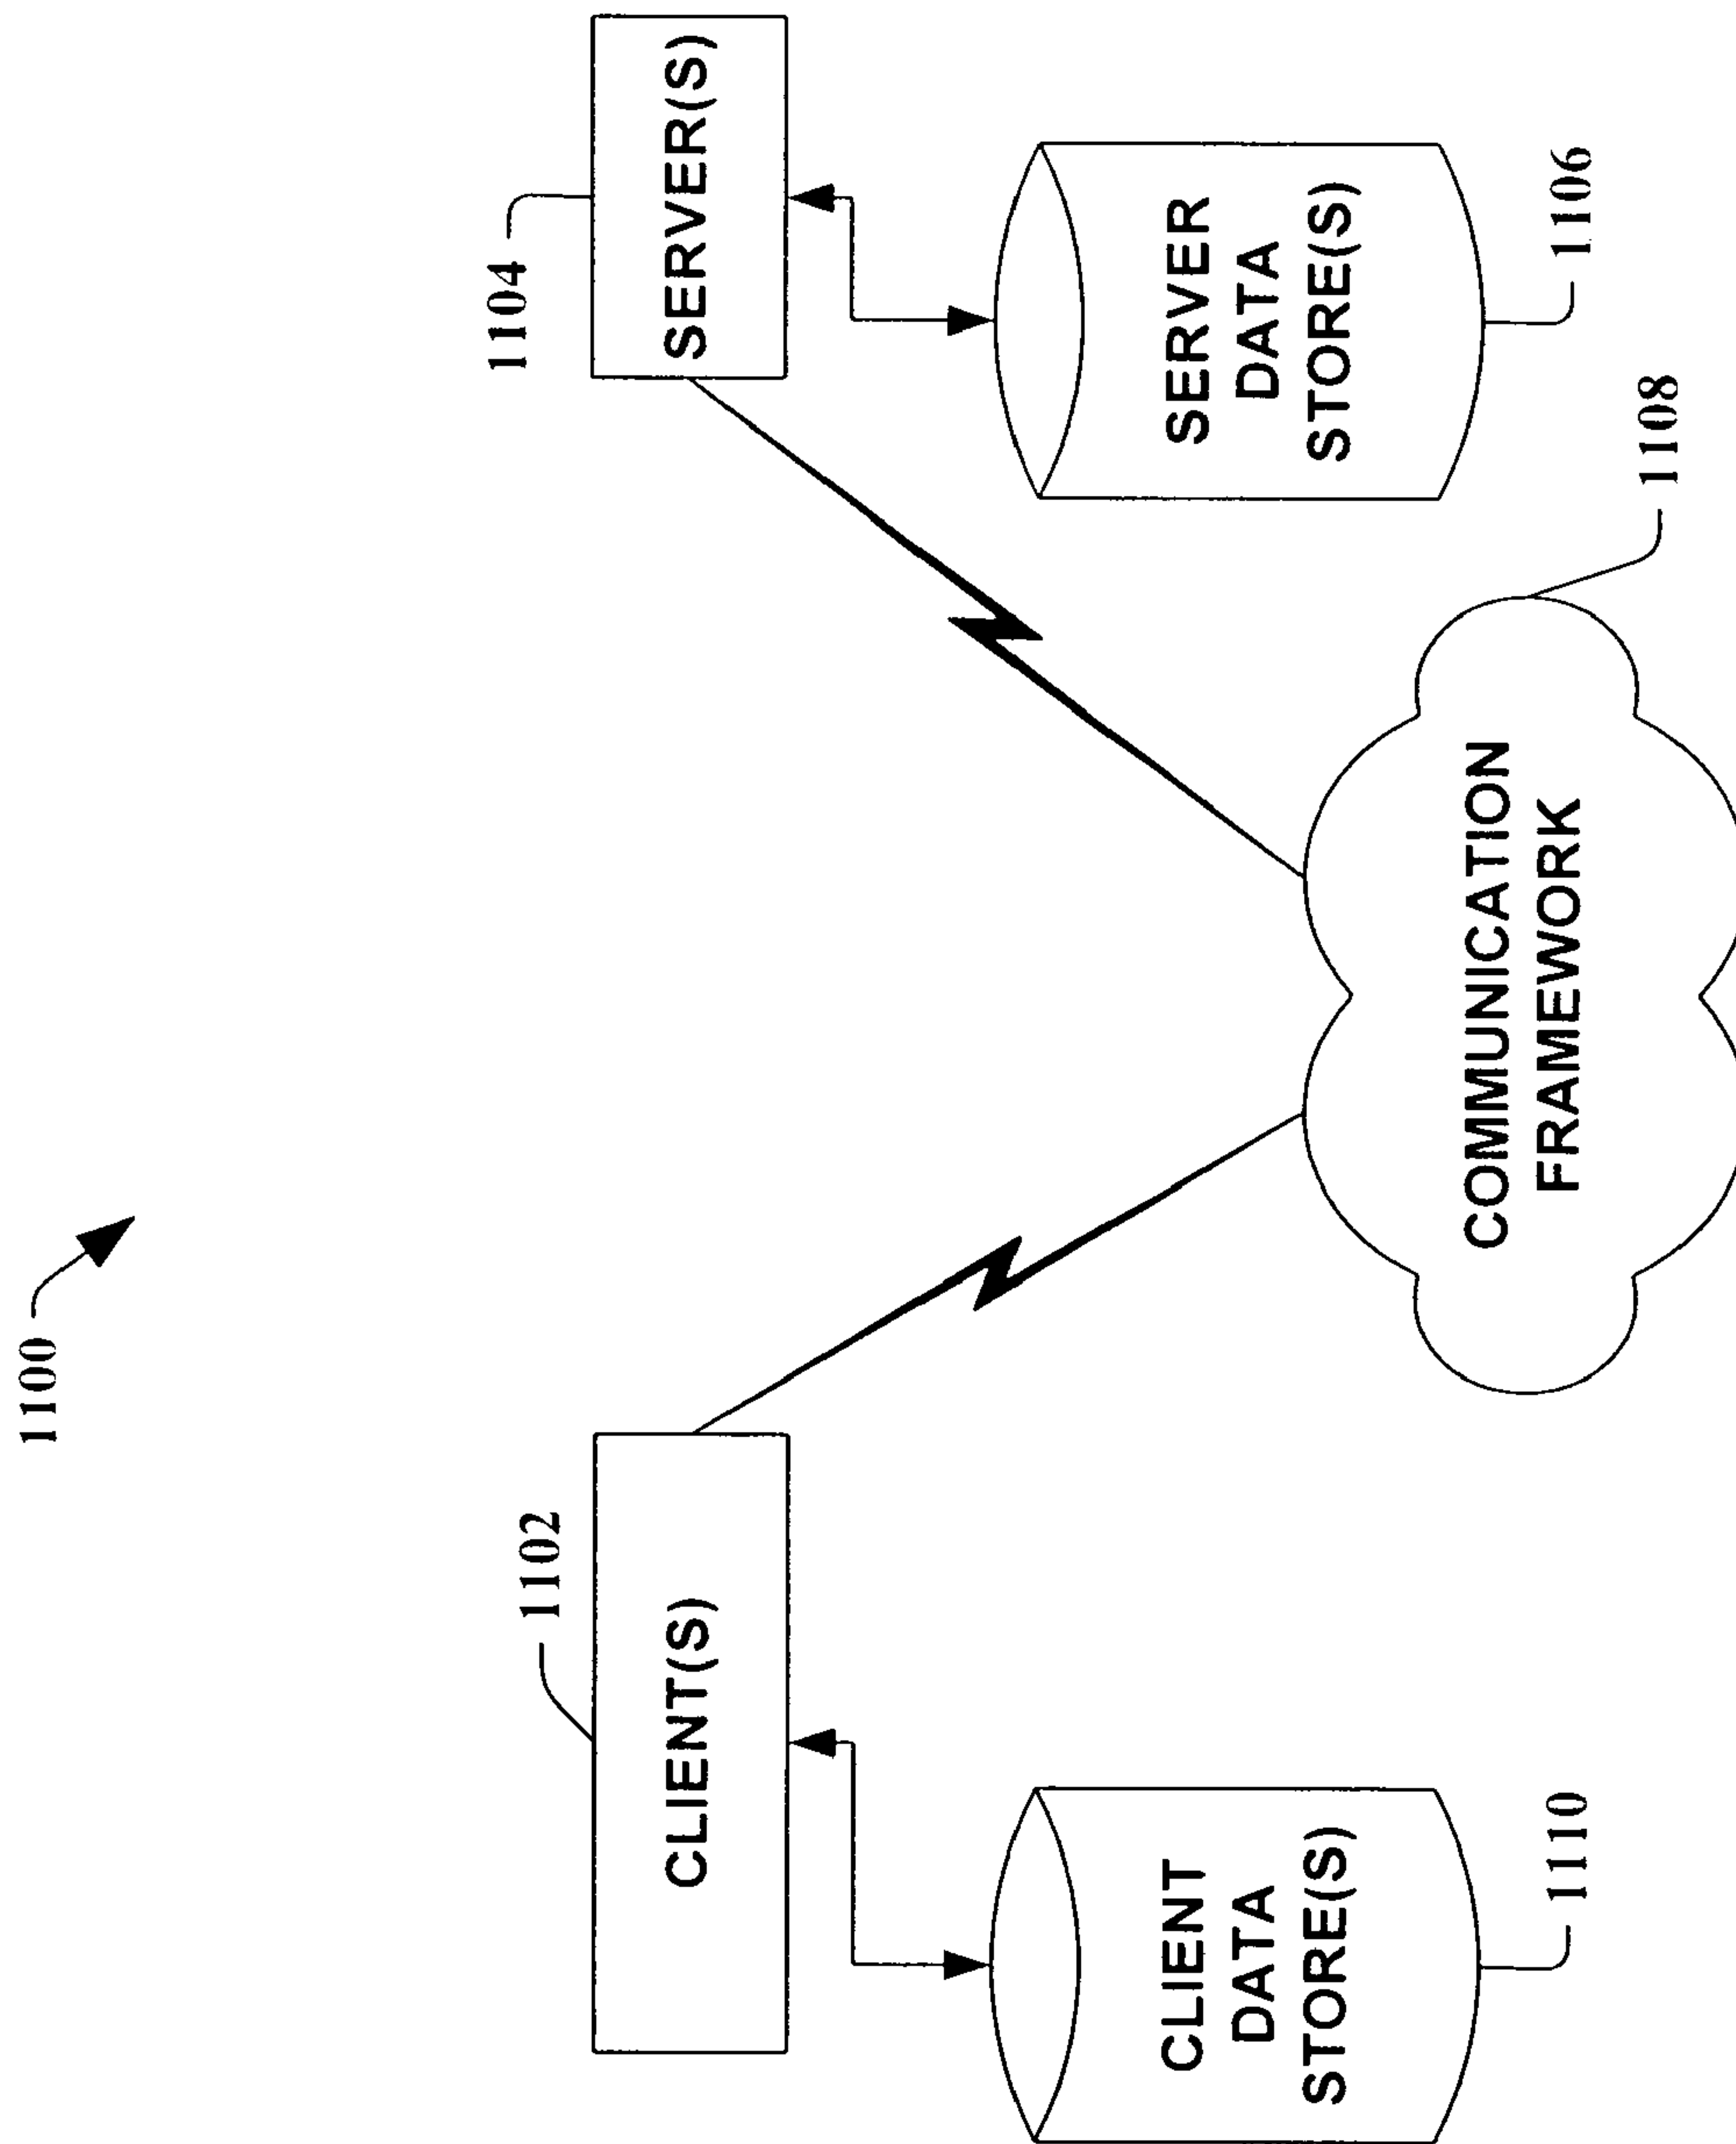 1100
1102
CLIENT(S)
1104
SERVER(S)
CLIENT
DATA
STORE(S)
1110
SERVER
DATA
STORE(S)
1106
COMMUNICATION
FRAMEWORK
1108